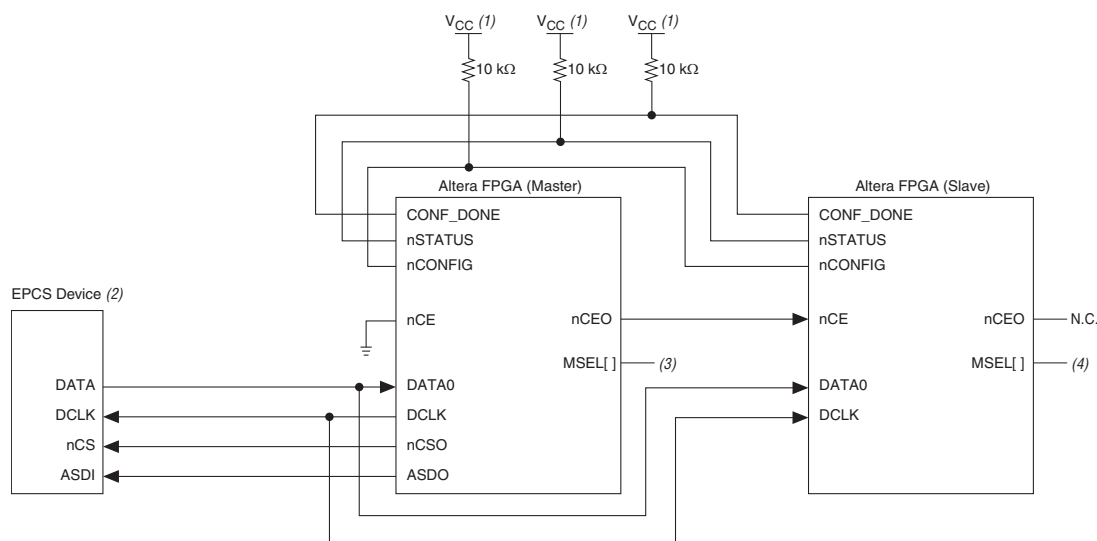 VCC (1)
VCC (1)
VCC (1)
10 kΩ
10 kΩ
10 kΩ
Altera FPGA (Master)
CONF_DONE
nSTATUS
nCONFIG
nCE
nCEO
MSEL[ ]
(3)
DATA0
DCLK
nCSO
ASDO
Altera FPGA (Slave)
CONF_DONE
nSTATUS
nCONFIG
nCE
nCEO
N.C.
MSEL[ ]
(4)
DATA0
DCLK
EPCS Device (2)
DATA
DCLK
nCS
ASDI